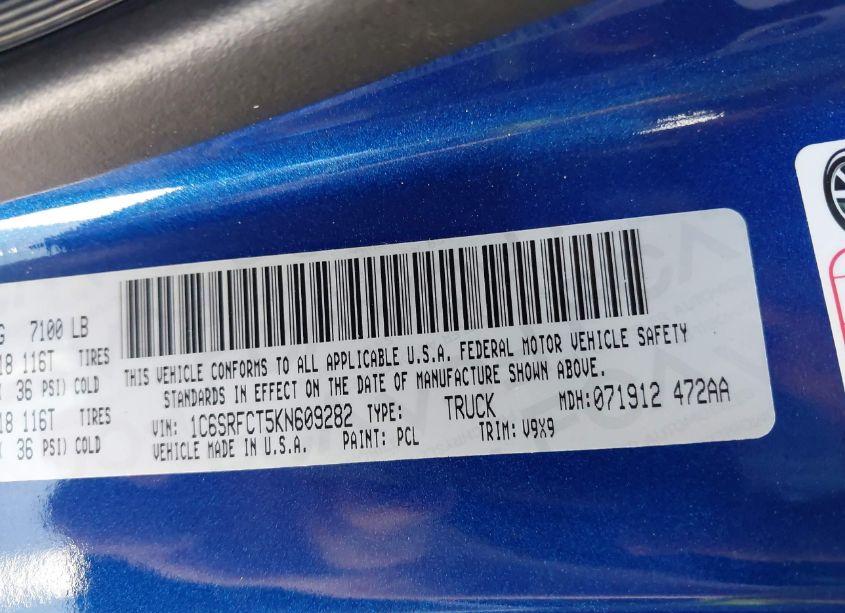 7100 LB
116T TIRES
36 PSI) COLD
116T TIRES
36 PSI) COLD
THIS VEHICLE CONFORMS TO ALL APPLICABLE U.S.A. FEDERAL MOTOR VEHICLE SAFETY
STANDARDS IN EFFECT ON THE DATE OF MANUFACTURE SHOWN ABOVE.
VIN: 1C6SRFCT5KN609282 TYPE: TRUCK MDH: 071912 472AA
VEHICLE MADE IN U.S.A. PAINT: PCL TRIM: V9X9